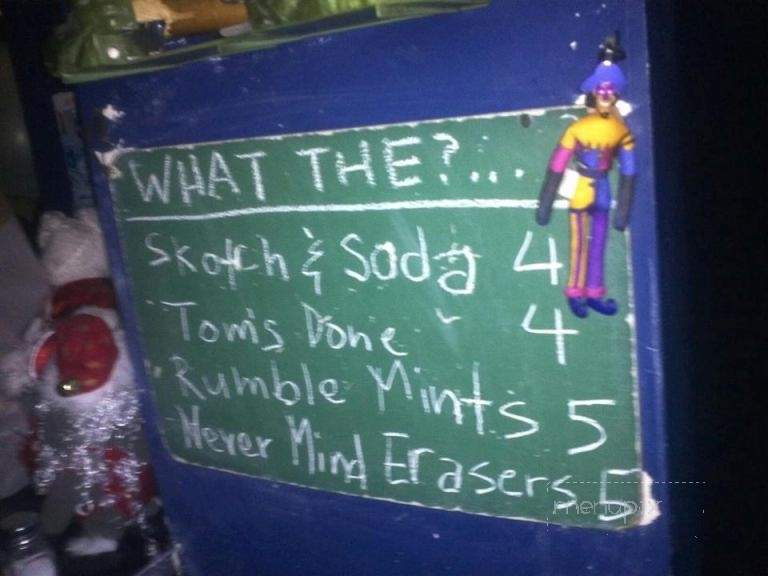 WHAT THE?...
Skotch & Soda 4
Tom's Done 4
Rumble Mints 5
Never Mind Erasers 5
menupix